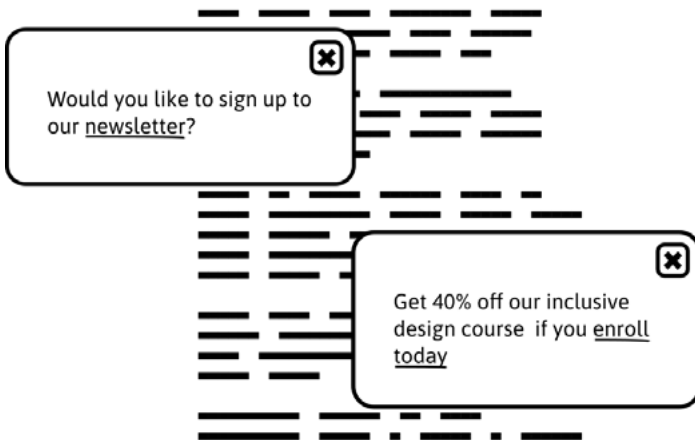 Would you like to sign up to
our newsletter?
Get 40% off our inclusive
design course  if you enroll
today